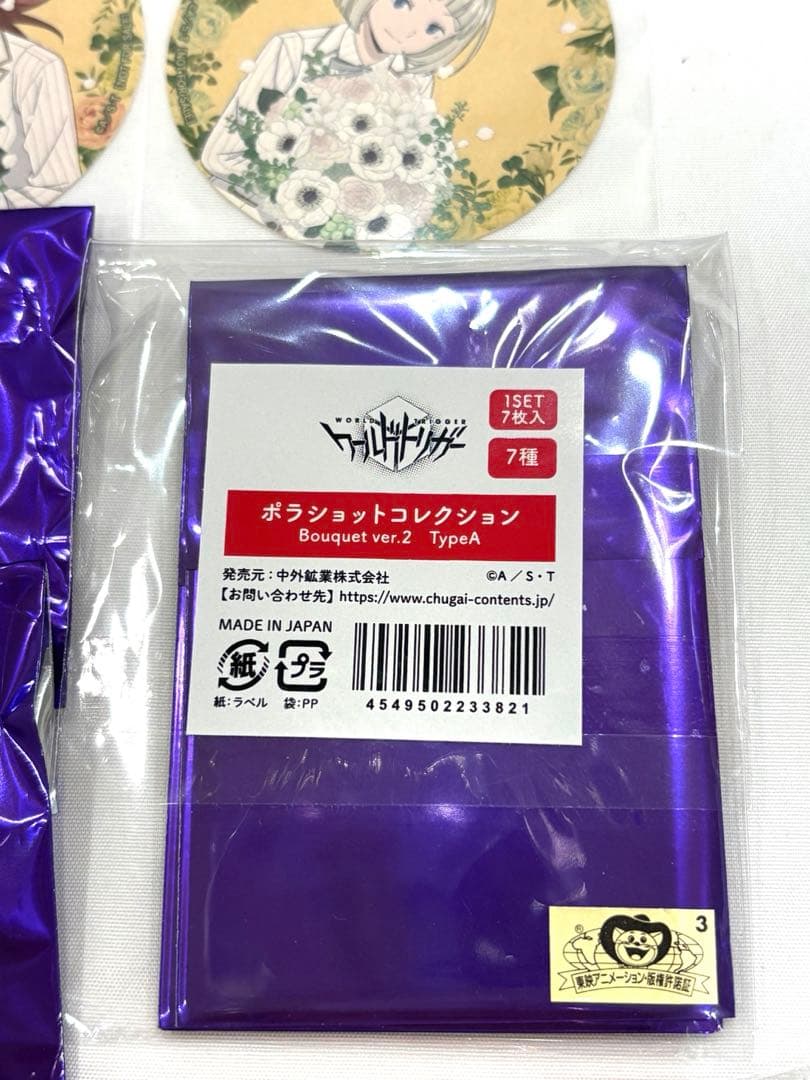 WORLD TRIGGER
ワールドトリガー
1SET
7枚入
7種
ポラショットコレクション
Bouquet ver.2 TypeA
発売元：中外鉱業株式会社 ©A／S・T
【お問い合わせ先】https://www.chugai-contents.jp/
MADE IN JAPAN
紙 プラ
紙：ラベル 袋：PP
4549502233821
3
®
東映アニメーション・版権許諾証